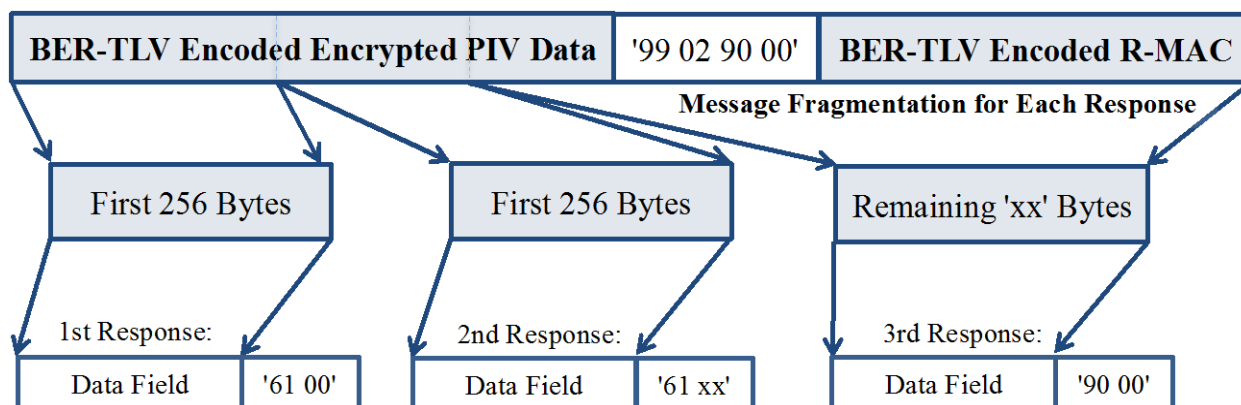 BER-TLV Encoded Encrypted PIV Data '99 02 90 00' BER-TLV Encoded R-MAC
Message Fragmentation for Each Response
First 256 Bytes First 256 Bytes Remaining 'xx' Bytes
1st Response: 2nd Response: 3rd Response:
Data Field '61 00' Data Field '61 xx' Data Field '90 00'